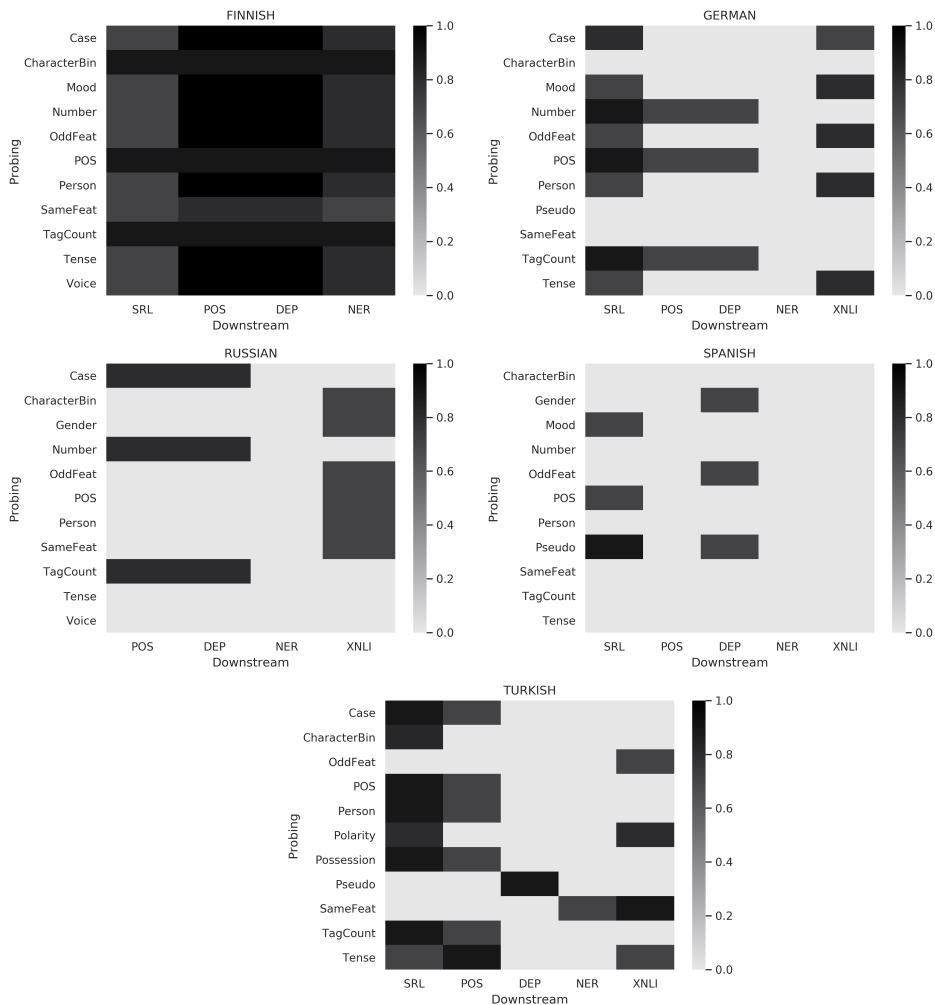 FINNISH
Case
CharacterBin
Mood
Number
OddFeat
POS
Person
SameFeat
TagCount
Tense
Voice
Probing
SRL POS DEP NER
Downstream
1.0
0.8
0.6
0.4
0.2
0.0
GERMAN
Case
CharacterBin
Mood
Number
OddFeat
POS
Person
Pseudo
SameFeat
TagCount
Tense
Probing
SRL POS DEP NER XNLI
Downstream
1.0
0.8
0.6
0.4
0.2
0.0
RUSSIAN
Case
CharacterBin
Gender
Number
OddFeat
POS
Person
SameFeat
TagCount
Tense
Voice
Probing
POS DEP NER XNLI
Downstream
1.0
0.8
0.6
0.4
0.2
0.0
SPANISH
CharacterBin
Gender
Mood
Number
OddFeat
POS
Person
Pseudo
SameFeat
TagCount
Tense
Probing
SRL POS DEP NER XNLI
Downstream
1.0
0.8
0.6
0.4
0.2
0.0
TURKISH
Case
CharacterBin
OddFeat
POS
Person
Polarity
Possession
Pseudo
SameFeat
TagCount
Tense
Probing
SRL POS DEP NER XNLI
Downstream
1.0
0.8
0.6
0.4
0.2
0.0